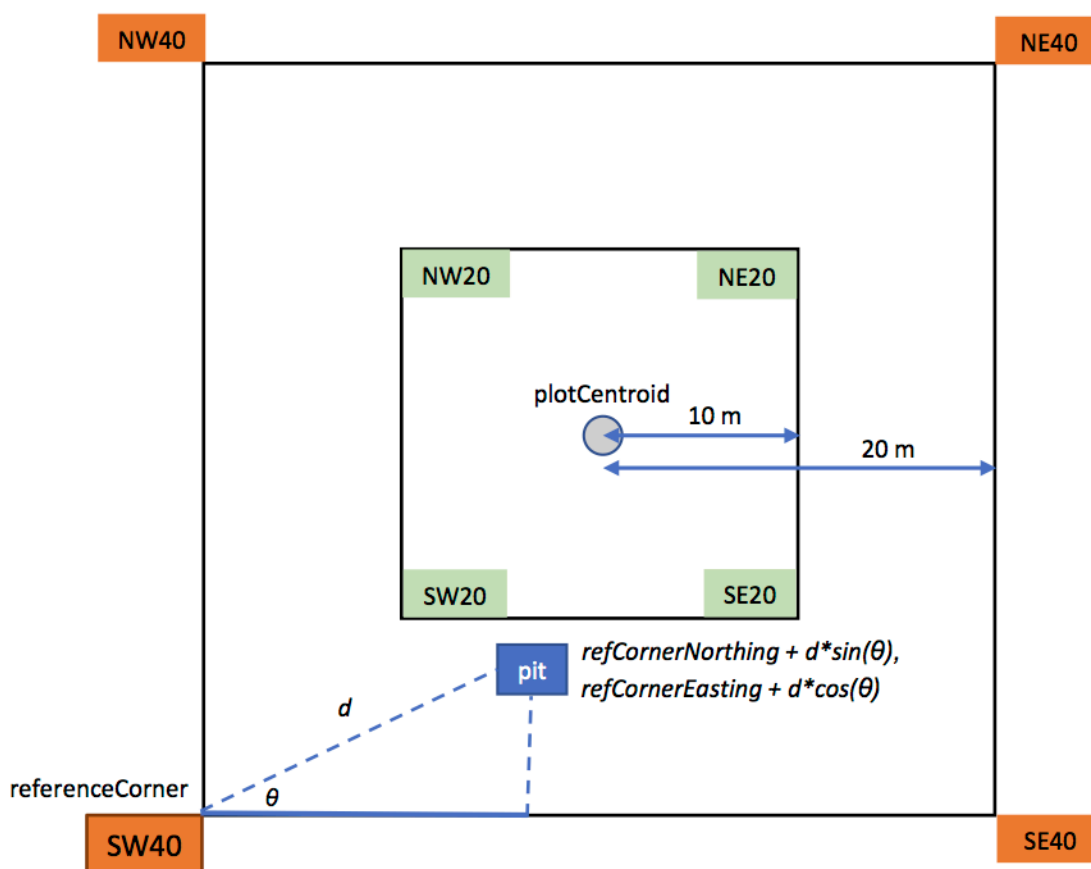 NW40
NE40
NW20
NE20
plotCentroid
10 m
20 m
SW20
SE20
pit
refCornerNorthing + d*sin(θ),
refCornerEasting + d*cos(θ)
d
referenceCorner
θ
SW40
SE40